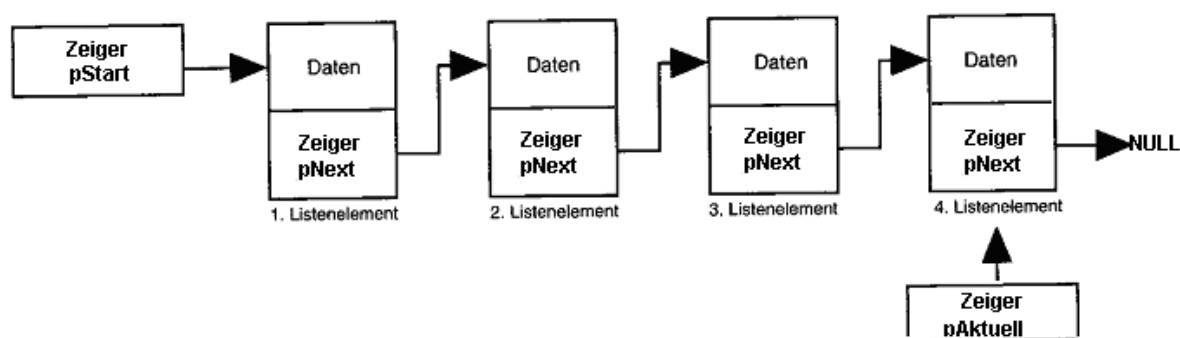 Zeiger
pStart
Daten
Zeiger
pNext
1. Listenelement
Daten
Zeiger
pNext
2. Listenelement
Daten
Zeiger
pNext
3. Listenelement
Daten
Zeiger
pNext
4. Listenelement
NULL
Zeiger
pAktuell